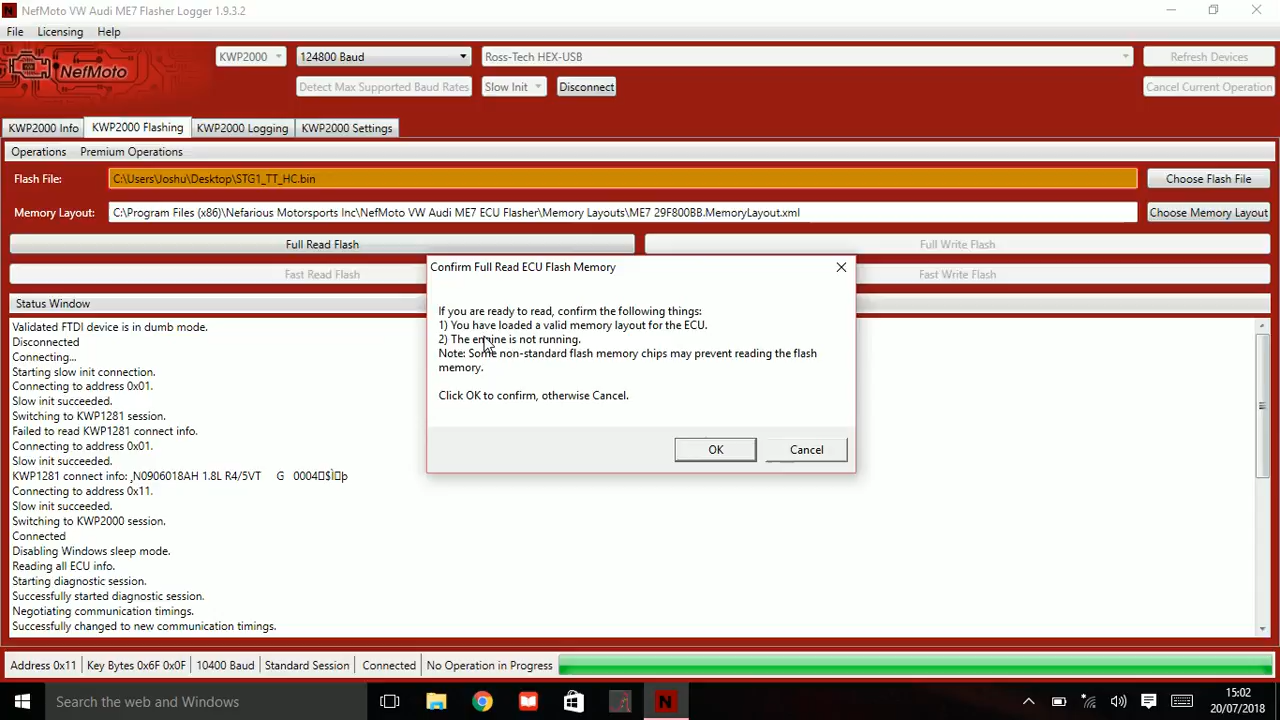 NefMoto VW Audi ME7 Flasher Logger 1.9.3.2
File Licensing Help
NefMoto
KWP2000 124800 Baud Ross-Tech HEX-USB Refresh Devices
Detect Max Supported Baud Rates Slow Init Disconnect Cancel Current Operation
KWP2000 Info KWP2000 Flashing KWP2000 Logging KWP2000 Settings
Operations Premium Operations
Flash File: C:\Users\Joshu\Desktop\STG1_TT_HC.bin Choose Flash File
Memory Layout: C:\Program Files (x86)\Nefarious Motorsports Inc\NefMoto VW Audi ME7 ECU Flasher\Memory Layouts\ME7 29F800BB.MemoryLayout.xml Choose Memory Layout
Full Read Flash Full Write Flash
Fast Read Flash Fast Write Flash
Confirm Full Read ECU Flash Memory
If you are ready to read, confirm the following things:
1) You have loaded a valid memory layout for the ECU.
2) The engine is not running.
Note: Some non-standard flash memory chips may prevent reading the flash
memory.
Click OK to confirm, otherwise Cancel.
OK Cancel
Status Window
Validated FTDI device is in dumb mode.
Disconnected
Connecting...
Starting slow init connection.
Connecting to address 0x01.
Slow init succeeded.
Switching to KWP1281 session.
Failed to read KWP1281 connect info.
Connecting to address 0x01.
Slow init succeeded.
KWP1281 connect info: ¸N0906018AH 1.8L R4/5VT G
Connecting to address 0x11.
Slow init succeeded.
Switching to KWP2000 session.
Connected
Disabling Windows sleep mode.
Reading all ECU info.
Starting diagnostic session.
Successfully started diagnostic session.
Negotiating communication timings.
Successfully changed to new communication timings.
Address 0x11 Key Bytes 0x6F 0x0F 10400 Baud Standard Session Connected No Operation in Progress
Search the web and Windows
15:02
20/07/2018